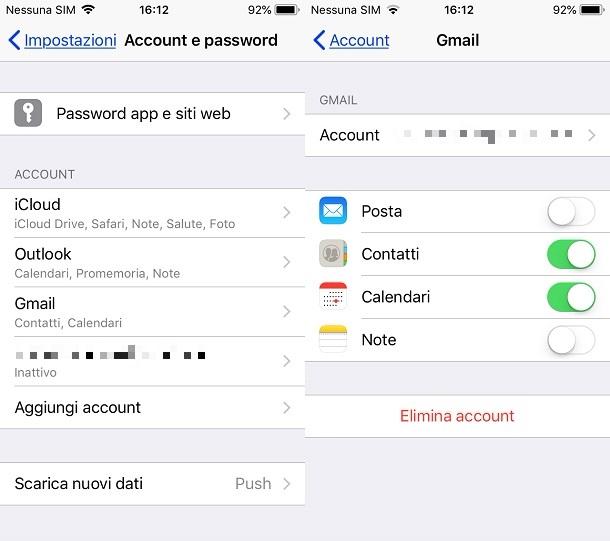 Nessuna SIM 16:12 92%
Impostazioni Account e password
Password app e siti web
ACCOUNT
iCloud
iCloud Drive, Safari, Note, Salute, Foto
Outlook
Calendari, Promemoria, Note
Gmail
Contatti, Calendari
Inattivo
Aggiungi account
Scarica nuovi dati Push
Nessuna SIM 16:12 92%
Account Gmail
GMAIL
Account
Posta
Contatti
Calendari
Note
Elimina account